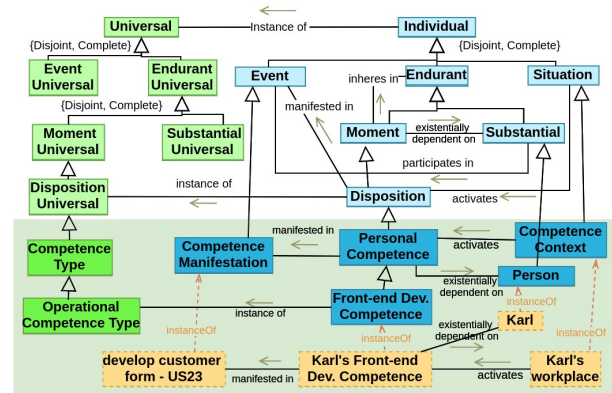 Universal
Instance of
Individual
{Disjoint, Complete}
{Disjoint, Complete}
Event
Universal
Endurant
Universal
Event
inheres in
Endurant
Situation
{Disjoint, Complete}
manifested in
Moment
Universal
Substantial
Universal
Moment
existentially
dependent on
Substantial
participates in
Disposition
Universal
instance of
Disposition
activates
Competence
Type
Competence
Manifestation
manifested in
Personal
Competence
activates
Competence
Context
existentially
dependent on
Person
Operational
Competence Type
instance of
Front-end Dev.
Competence
instanceOf
instanceOf
instanceOf
instanceOf
Karl
existentially
dependent on
develop customer
form - US23
manifested in
Karl's Front-end
Dev. Competence
activates
Karl's
workplace